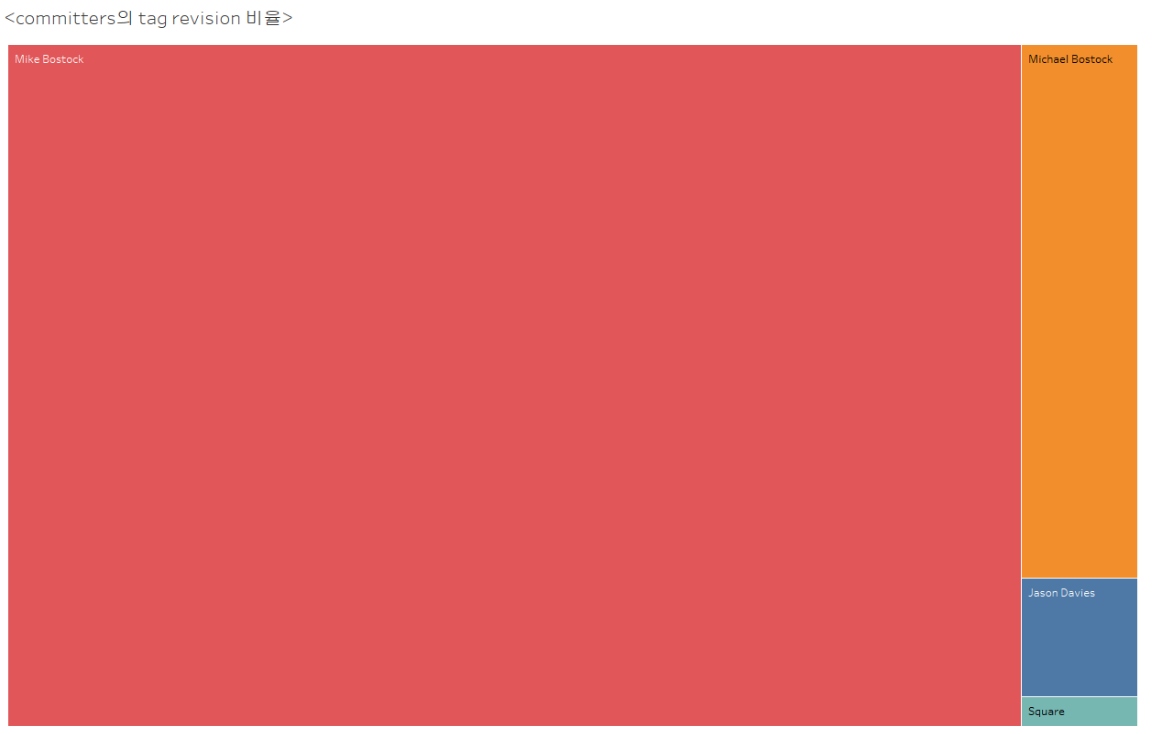 <committers의 tag revision 비율>
Mike Bostock
Michael Bostock
Jason Davies
Square